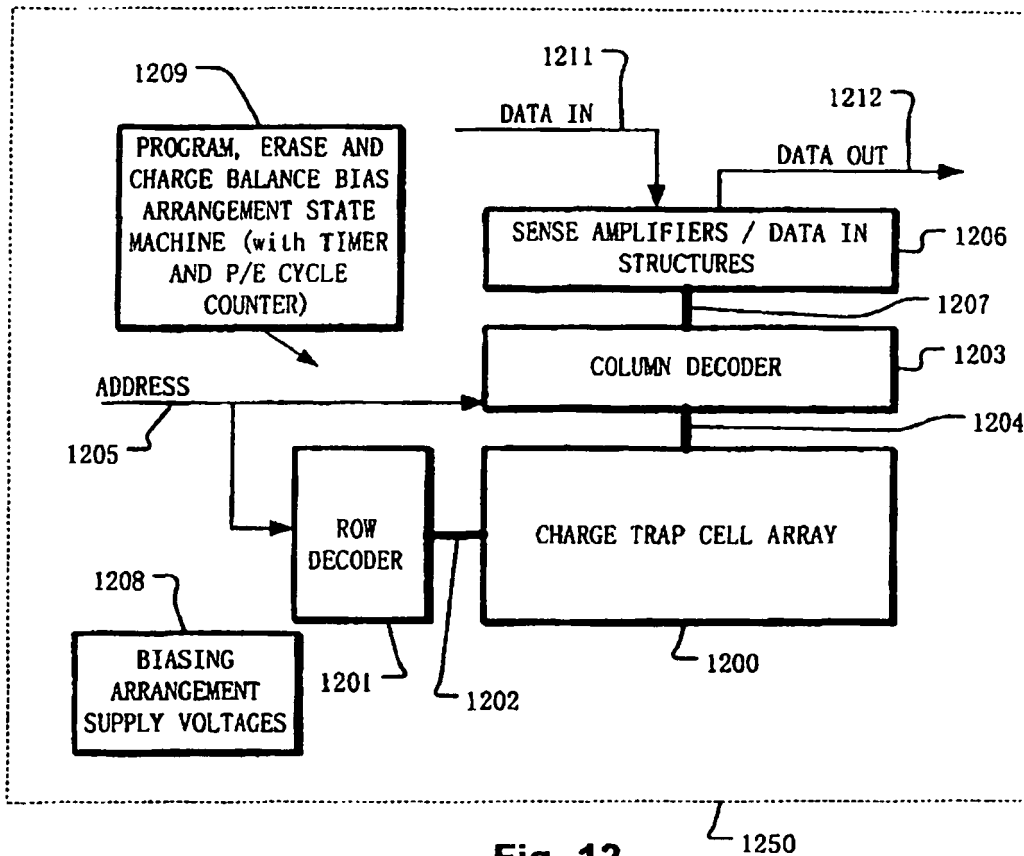 1209
PROGRAM, ERASE AND
CHARGE BALANCE BIAS
ARRANGEMENT STATE
MACHINE (with TIMER
AND P/E CYCLE
COUNTER)
1211
DATA IN
1212
DATA OUT
SENSE AMPLIFIERS / DATA IN
STRUCTURES
1206
1207
COLUMN DECODER
1203
1204
ADDRESS
1205
ROW
DECODER
1201
1202
CHARGE TRAP CELL ARRAY
1200
1208
BIASING
ARRANGEMENT
SUPPLY VOLTAGES
1250
Fig. 12